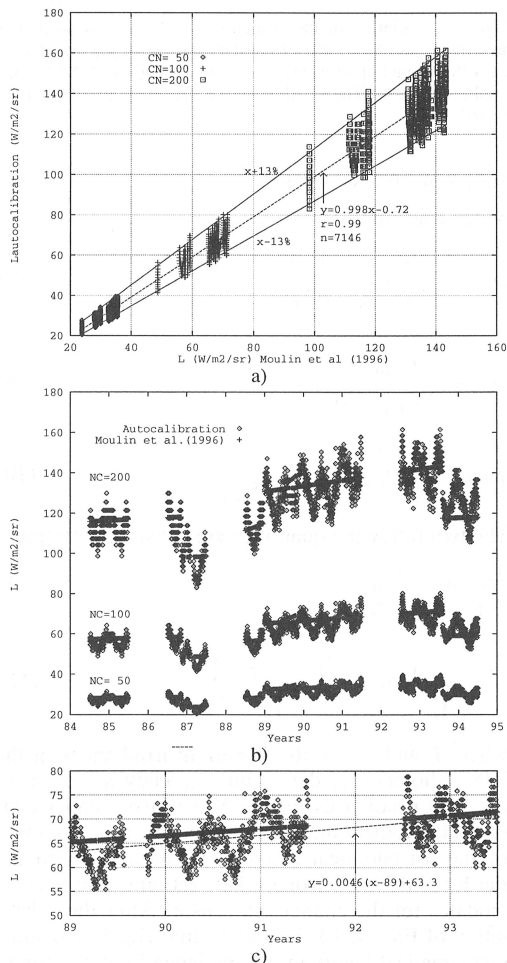 180
CN= 50
CN=100
CN=200
160
140
120
x+13%
100
y=0.998x-0.72
r=0.99
n=7146
80
x-13%
60
40
20
Lautocalibration (W/m2/sr)
20 40 60 80 100 120 140 160
L (W/m2/sr) Moulin et al (1996)
a)
180
Autocalibration
Moulin et al.(1996)
160
NC=200
140
120
100
80
NC=100
60
NC= 50
40
20
L (W/m2/sr)
84 85 86 87 88 89 90 91 92 93 94 95
Years
b)
80
75
70
65
60
y=0.0046(x-89)+63.3
55
50
L (W/m2/sr)
89 90 91 92 93
Years
c)